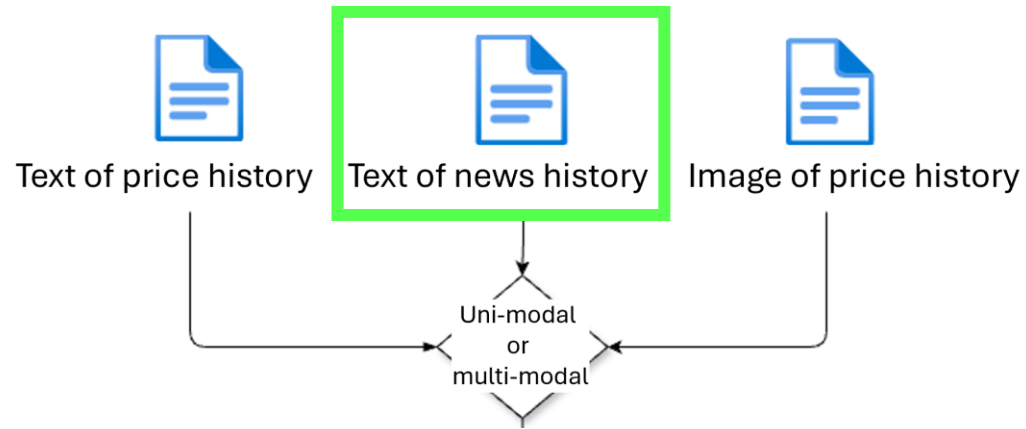 Text of price history
Text of news history
Image of price history
Uni-modal
or
multi-modal